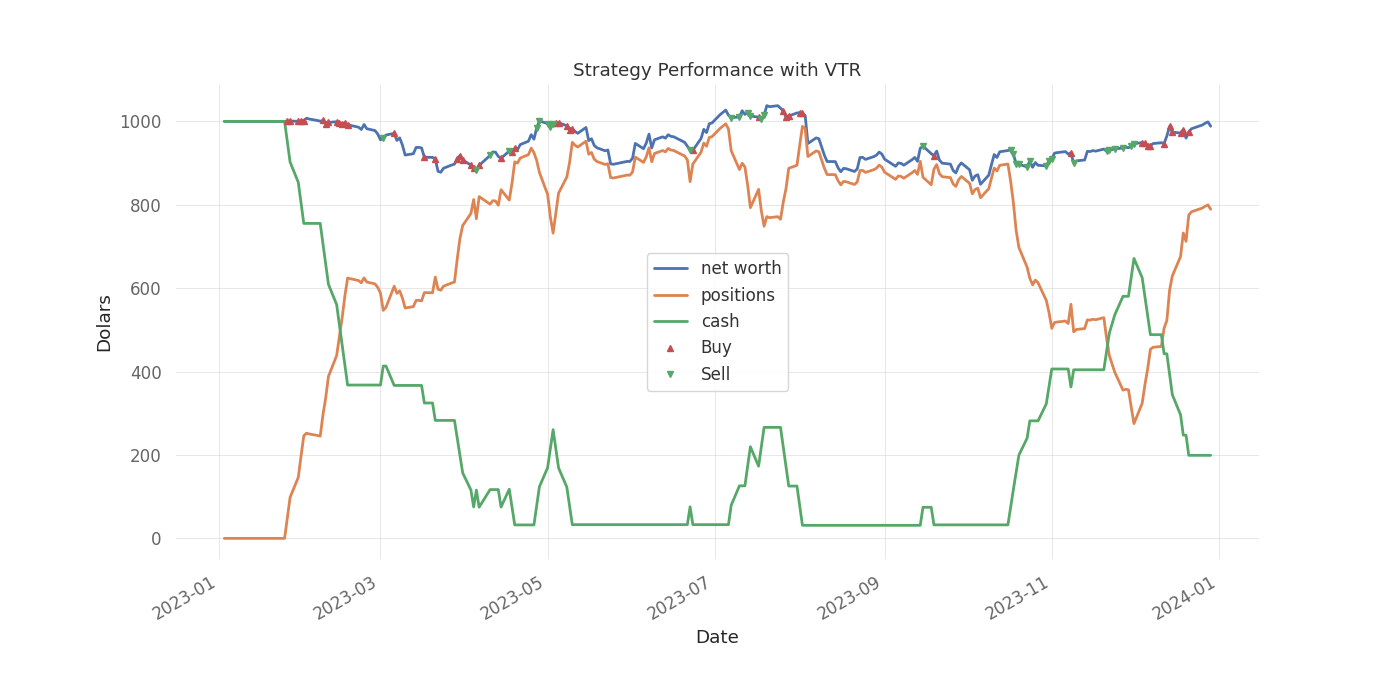 Strategy Performance with VTR
1000
800
600
400
200
0
Dolars
net worth
positions
cash
Buy
Sell
2023-01
2023-03
2023-05
2023-07
2023-09
2023-11
2024-01
Date